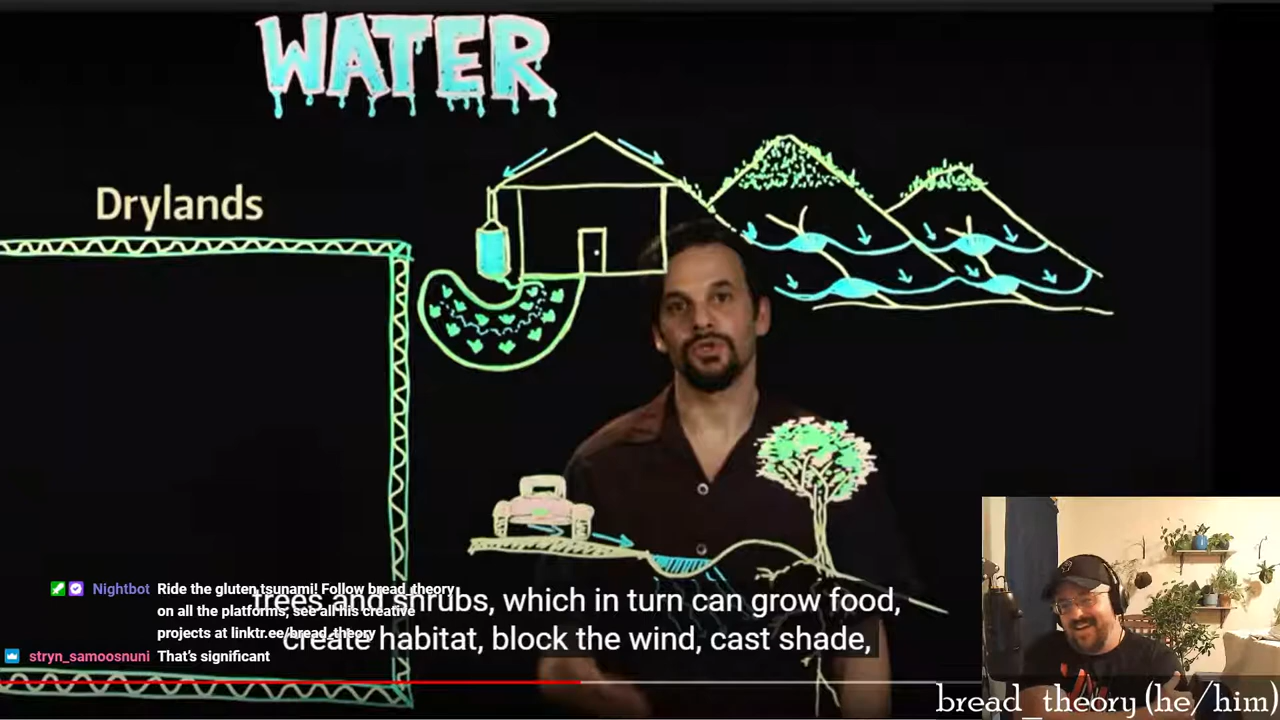 WATER
Drylands
Nightbot Ride the gluten tsunami! Follow bread_theory
on all the platforms, see all his creative
projects at linktr.ee/bread_theory
stryn_samoosnuni That's significant
trees and shrubs, which in turn can grow food,
create habitat, block the wind, cast shade,
bread_theory (he/him)